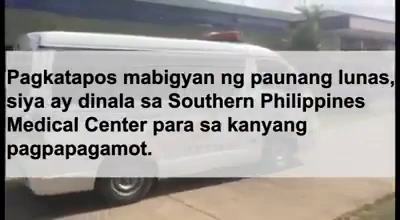 Pagkatapos mabigyan ng paunang lunas,
siya ay dinala sa Southern Philippines
Medical Center para sa kanyang
pagpapagamot.